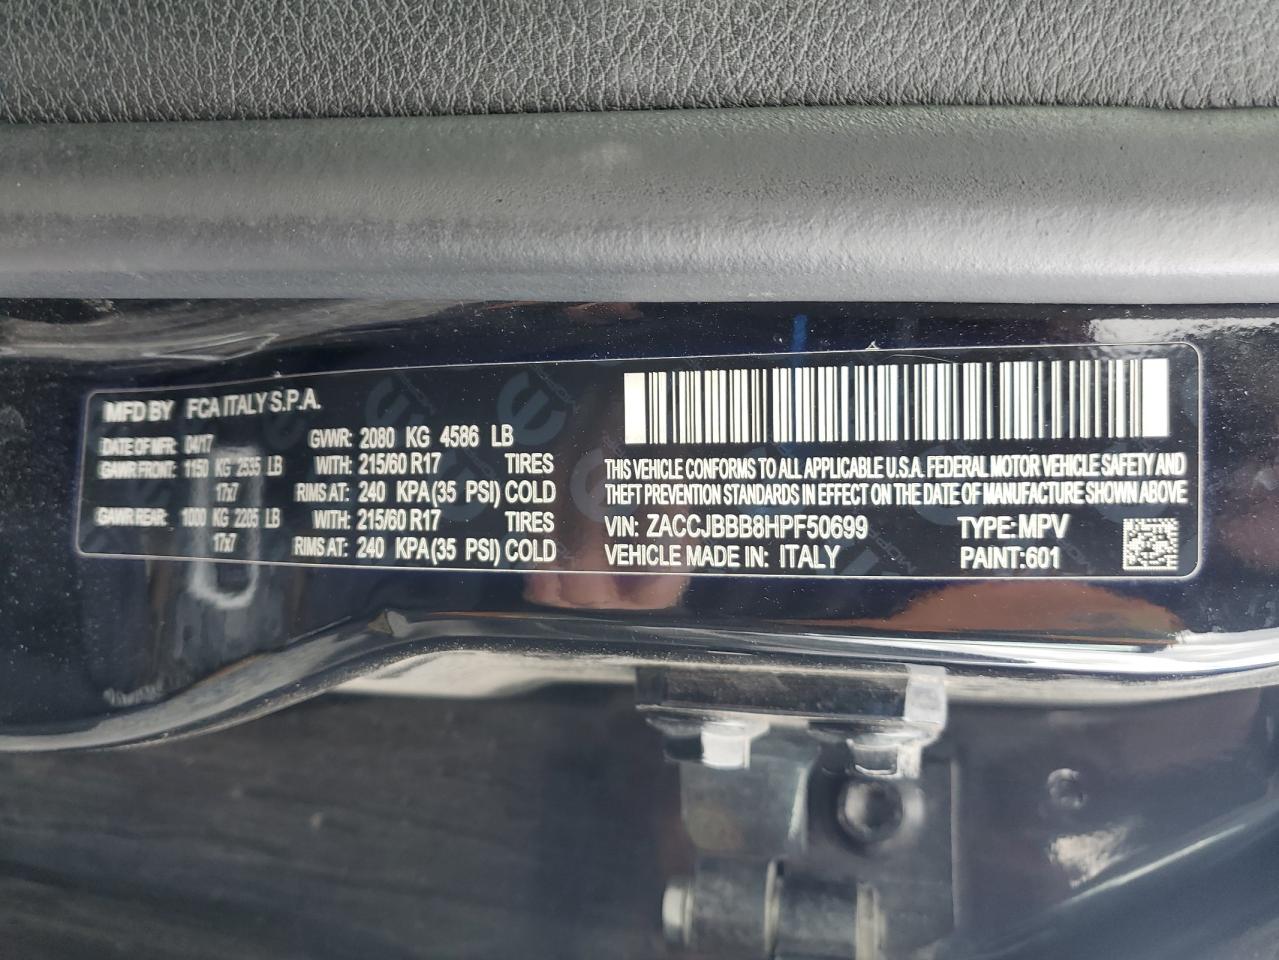 MFD BY FCA ITALY S.P.A.
DATE OF MFR: 04/17 GVWR: 2080 KG 4586 LB
GAWR FRONT: 1150 KG 2535 LB WITH: 215/60 R17 TIRES
17x7 RIMS AT: 240 KPA (35 PSI) COLD
GAWR REAR: 1000 KG 2205 LB WITH: 215/60 R17 TIRES
17x7 RIMS AT: 240 KPA (35 PSI) COLD
THIS VEHICLE CONFORMS TO ALL APPLICABLE U.S.A. FEDERAL MOTOR VEHICLE SAFETY AND
THEFT PREVENTION STANDARDS IN EFFECT ON THE DATE OF MANUFACTURE SHOWN ABOVE
VIN: ZACCJBBB8HPF50699 TYPE: MPV
VEHICLE MADE IN: ITALY PAINT: 601